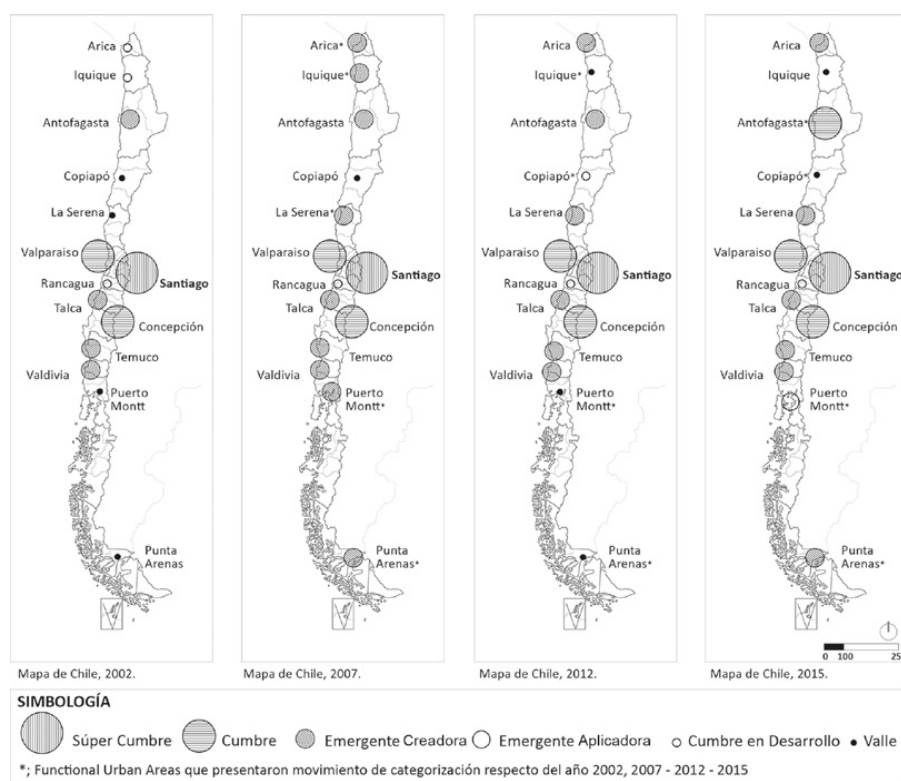 Arica
Iquique
Antofagasta
Copiapó
La Serena
Valparaiso
Santiago
Rancagua
Talca
Concepción
Temuco
Valdivia
Puerto
Montt
Punta
Arenas
Mapa de Chile, 2002.
Arica*
Iquique*
Antofagasta
Copiapó
La Serena*
Valparaiso
Santiago
Rancagua
Talca
Concepción
Temuco
Valdivia
Puerto
Montt*
Punta
Arenas*
Mapa de Chile, 2007.
Arica
Iquique*
Antofagasta
Copiapó*
La Serena
Valparaiso
Santiago
Rancagua
Talca
Concepción
Temuco
Valdivia
Puerto
Montt*
Punta
Arenas*
Mapa de Chile, 2012.
Arica
Iquique
Antofagasta*
Copiapó*
La Serena
Valparaiso
Santiago
Rancagua
Talca
Concepción
Temuco
Valdivia
Puerto
Montt*
Punta
Arenas*
0 100 25
Mapa de Chile, 2015.
SIMBOLOGÍA
Súper Cumbre Cumbre Emergente Creadora Emergente Aplicadora Cumbre en Desarrollo Valle
*; Functional Urban Areas que presentaron movimiento de categorización respecto del año 2002, 2007 - 2012 - 2015